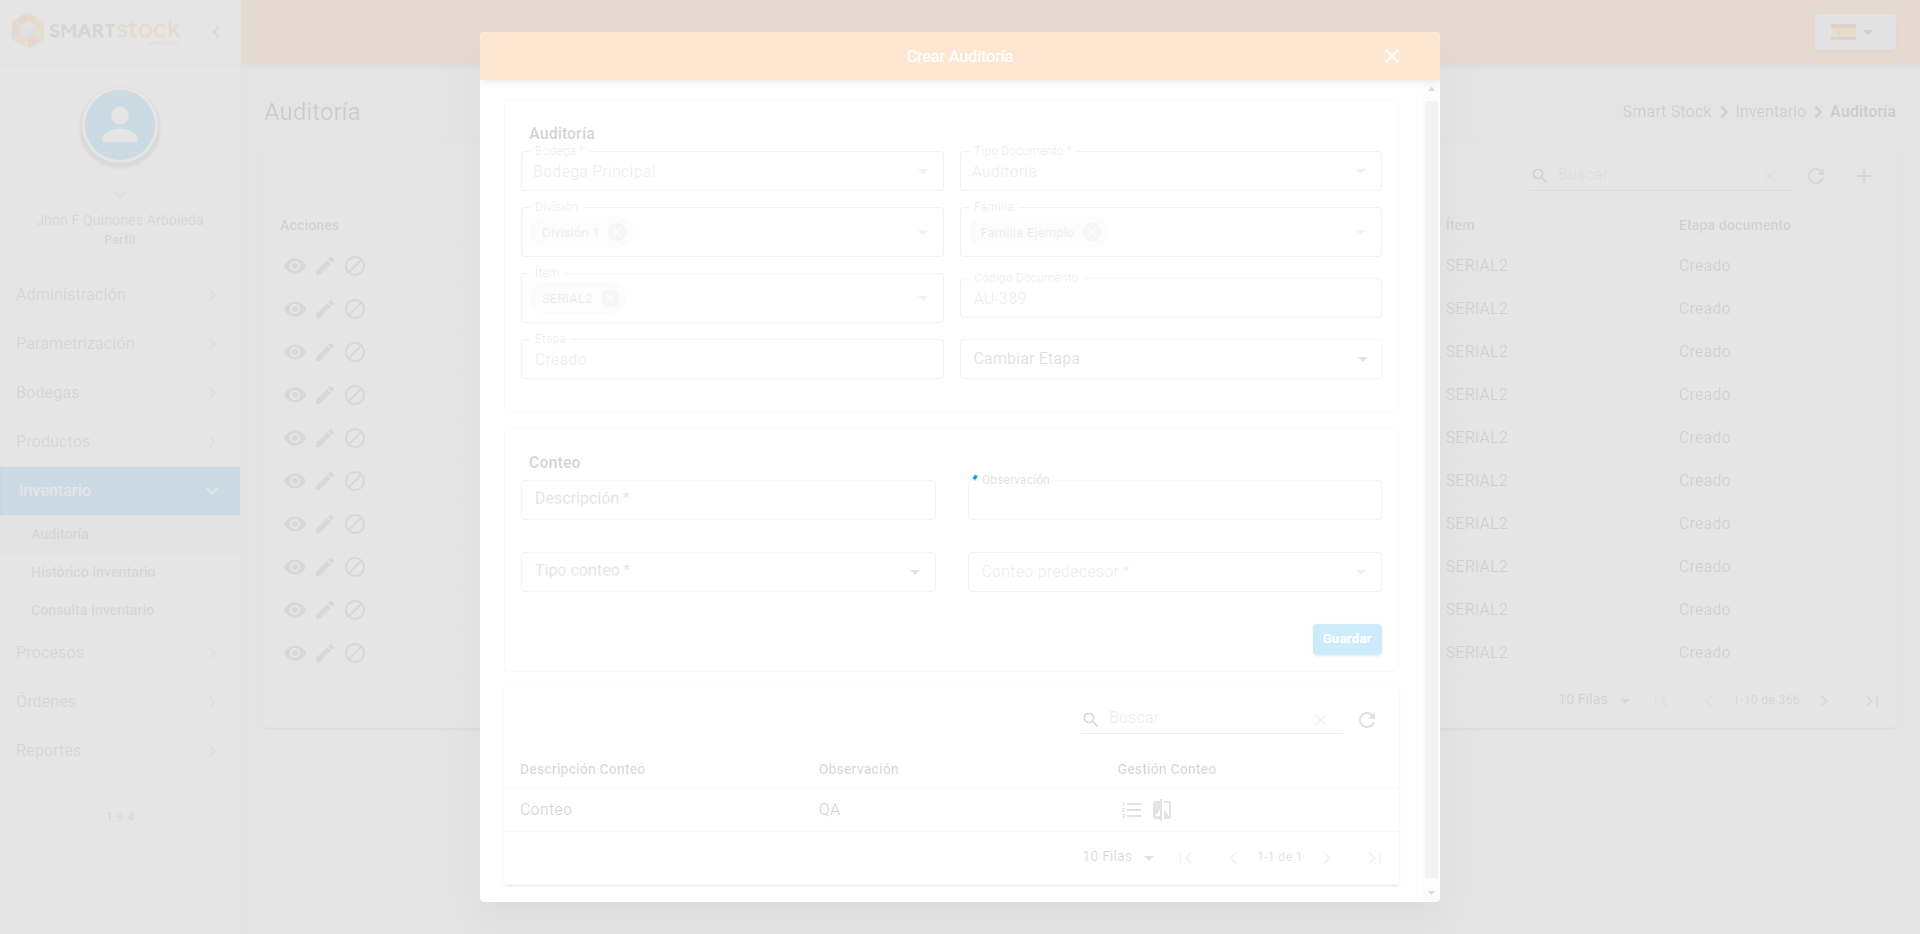 SMARTstock
Crear Auditoría
Auditoría
Smart Stock
Inventario
Auditoría
Jhon F Quinones Arboleda
Perfil
Administración
Parametrización
Bodegas
Productos
Inventario
Auditoría
Histórico inventario
Consulta inventario
Procesos
Órdenes
Reportes
1.9.4
Acciones
Auditoría
Bodega *
Bodega Principal
Tipo Documento *
Auditoria
División
División 1
Familia
Familia Ejemplo
Ítem
SERIAL2
Código Documento
AU-389
Etapa
Creado
Cambiar Etapa
Conteo
Descripción *
Observación
Tipo conteo *
Conteo predecesor *
Guardar
Buscar
Descripción Conteo Observación Gestión Conteo
Conteo QA
10 Filas 1-1 de 1
Buscar
Ítem Etapa documento
SERIAL2 Creado
SERIAL2 Creado
SERIAL2 Creado
SERIAL2 Creado
SERIAL2 Creado
SERIAL2 Creado
SERIAL2 Creado
SERIAL2 Creado
SERIAL2 Creado
SERIAL2 Creado
10 Filas 1-10 de 366